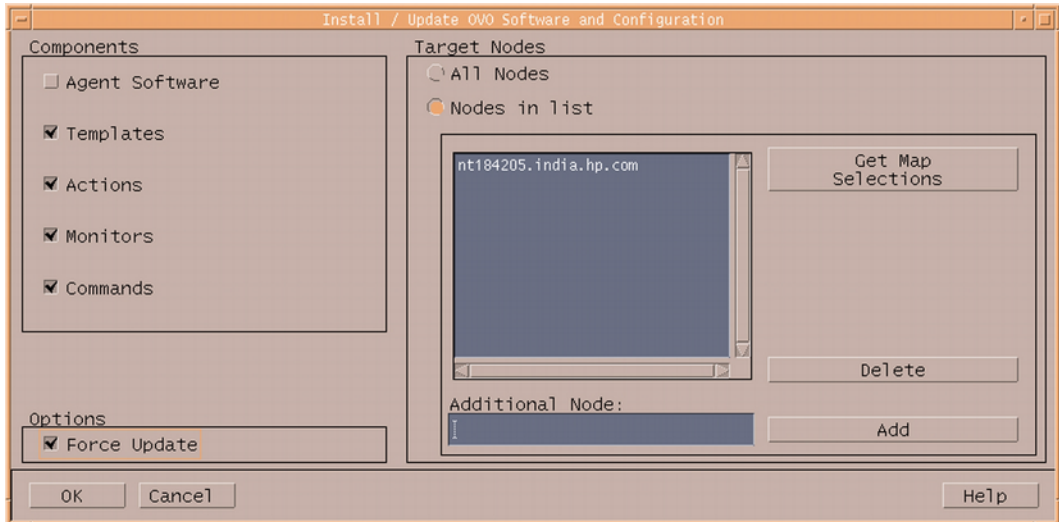 Install / Update OVO Software and Configuration
Components
Agent Software
Templates
Actions
Monitors
Commands
Options
Force Update
Target Nodes
All Nodes
Nodes in list
nt184205.india.hp.com
Get Map
Selections
Delete
Additional Node:
Add
OK
Cancel
Help